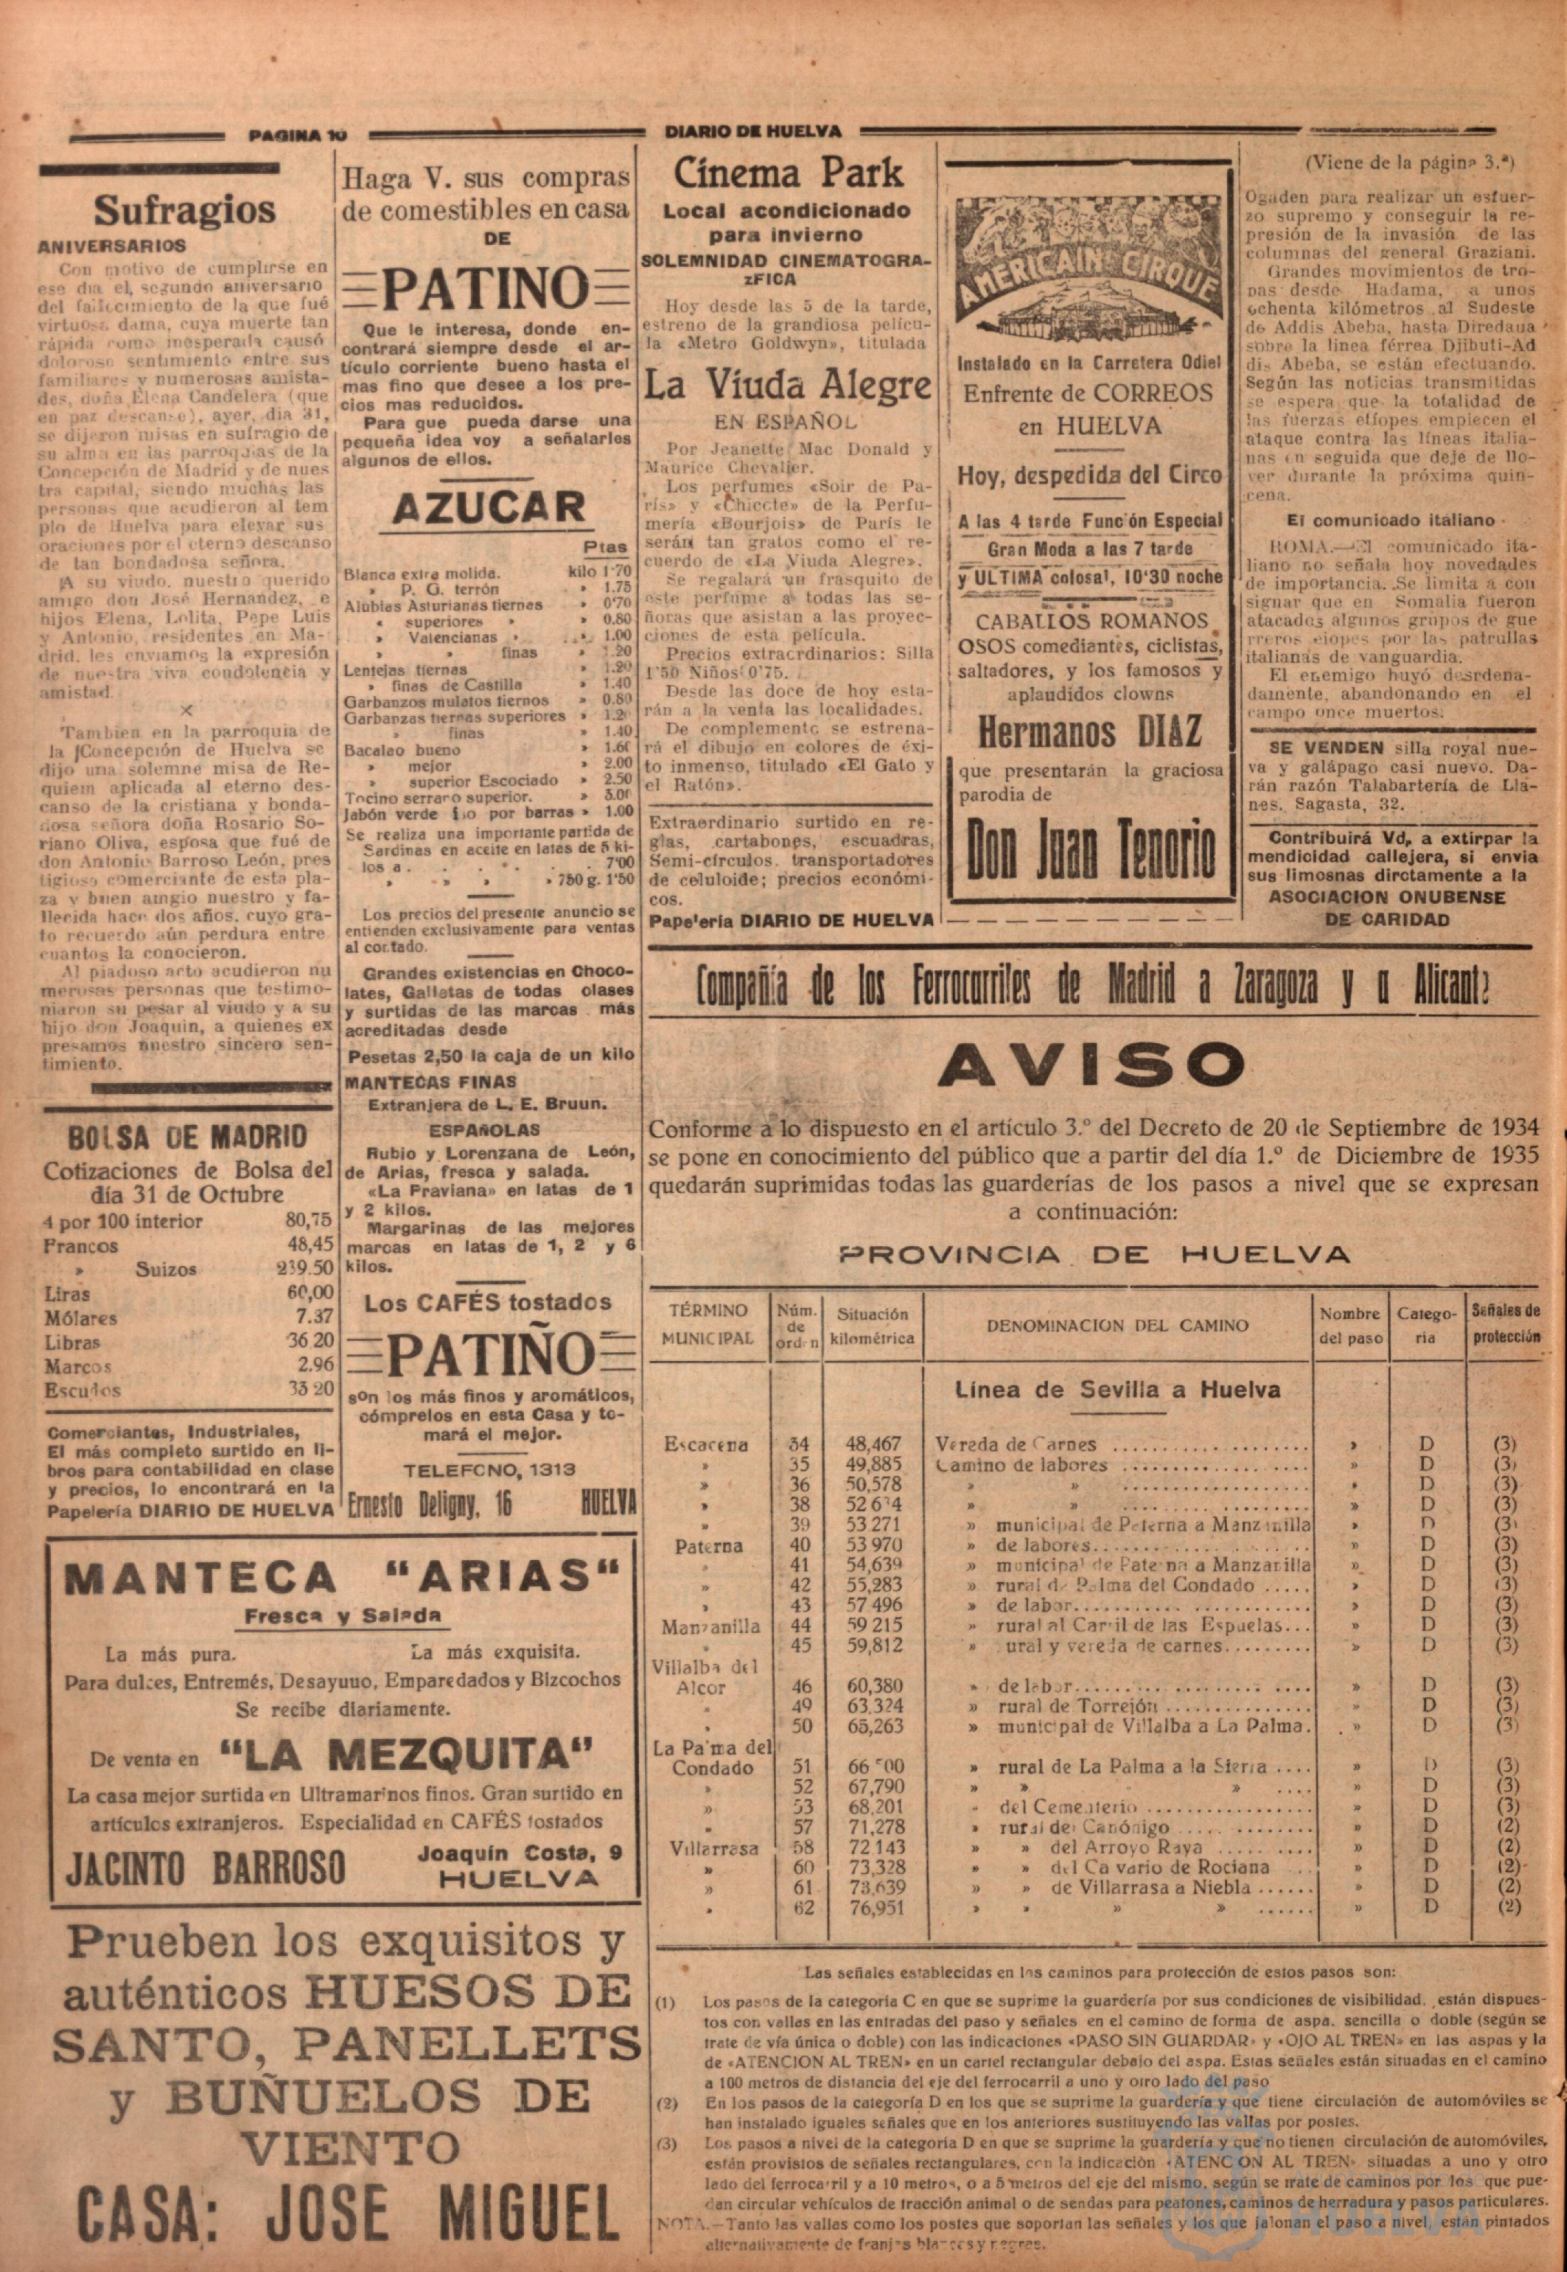 PAGINA 10
DIARIO DE HUELVA
Sufragios
ANIVERSARIOS
Con motivo de cumplirse en
ese dia el segundo aniversario
del fallecimiento de la que fué
virtuosa dama, cuya muerte tan
rápida como inesperada causó
doloroso sentimiento entre sus
familiares y numerosas amista-
des, doña Elena Candelera (que
en paz descanse), ayer, dia 31,
se dijeron misas en sufragio de
su alma en las parroquias de la
Concepción de Madrid y de nues
tra capital, siendo muchas las
personas que acudieron al tem
plo de Huelva para elevar sus
oraciones por el eterno descanso
de tan bondadosa señora.
A su viudo, nuestro querido
amigo don José Hernandez, e
hijos Elena, Lolita, Pepe Luis
y Antonio, residentes en Ma-
drid, les enviamos la expresión
de nuestra viva condolencia y
amistad.
×
Tambien en la parroquia de
la Concepción de Huelva se
dijo una solemne misa de Re-
quiem aplicada al eterno des-
canso de la cristiana y bonda-
dosa señora doña Rosario So-
riano Oliva, esposa que fué de
don Antonio Barroso León, pres
tigioso comerciante de esta pla-
za y buen amgio nuestro y fa-
llecida hace dos años, cuyo gra-
to recuerdo aún perdura entre
cuantos la conocieron.
Al piadoso acto acudieron nu
merosas personas que testimo-
niaron su pesar al viudo y a su
hijo don Joaquin, a quienes ex
presamos nuestro sincero sen-
timiento.
BOLSA DE MADRID
Cotizaciones de Bolsa del
día 31 de Octubre
4 por 100 interior 80,75
Francos 48,45
» Suizos 239.50
Liras 60,00
Mólares 7.37
Libras 36 20
Marcos 2.96
Escudos 33 20
Comerciantes, Industriales,
El más completo surtido en li-
bros para contabilidad en clase
y precios, lo encontrará en la
Papelería DIARIO DE HUELVA
Haga V. sus compras
de comestibles en casa
DE
PATINO
Que le interesa, donde en-
contrará siempre desde el ar-
tículo corriente bueno hasta el
mas fino que desee a los pre-
cios mas reducidos.
Para que pueda darse una
pequeña idea voy a señalarles
algunos de ellos.
AZUCAR
Ptas
Blanca extra molida. kilo 1'70
» P. G. terrón » 1.75
Alubias Asturianas tiernas » 0'70
» superiores » » 0.80
» Valencianas » » 1.00
» » finas » 1.20
Lentejas tiernas » 1.20
» finas de Castilla » 1.40
Garbanzos mulatos tiernos » 0.80
Garbanzas tiernas superiores » 1.20
» finas » 1.40
Bacalao bueno » 1.60
» mejor » 2.00
» superior Escociado » 2.50
Tocino serrano superior. » 3.00
Jabón verde por barras » 1.00
Se realiza una importante partida de
Sardinas en aceite en latas de 5 ki-
los a . . . . . 7'00
» » » » 750 g. 1'50
Los precios del presente anuncio se
entienden exclusivamente para ventas
al contado.
Grandes existencias en Choco-
lates, Galletas de todas clases
y surtidas de las marcas más
acreditadas desde
Pesetas 2,50 la caja de un kilo
MANTECAS FINAS
Extranjera de L. E. Bruun.
ESPAÑOLAS
Rubio y Lorenzana de León,
de Arias, fresca y salada.
«La Praviana» en latas de 1
y 2 kilos.
Margarinas de las mejores
marcas en latas de 1, 2 y 6
kilos.
Los CAFÉS tostados
PATIÑO
son los más finos y aromáticos,
cómprelos en esta Casa y to-
mará el mejor.
TELEFONO, 1313
Ernesto Deligny, 16 HUELVA
MANTECA "ARIAS"
Fresca y Salada
La más pura. La más exquisita.
Para dulces, Entremés, Desayuuo, Emparedados y Bizcochos
Se recibe diariamente.
De venta en "LA MEZQUITA"
La casa mejor surtida en Ultramarinos finos. Gran surtido en
artículos extranjeros. Especialidad en CAFÉS tostados
JACINTO BARROSO
Joaquín Costa, 9
HUELVA
Prueben los exquisitos y
auténticos HUESOS DE
SANTO, PANELLETS
y BUÑUELOS DE
VIENTO
CASA: JOSE MIGUEL
Cinema Park
Local acondicionado
para invierno
SOLEMNIDAD CINEMATOGRA-
zFICA
Hoy desde las 5 de la tarde,
estreno de la grandiosa pelícu-
la «Metro Goldwyn», titulada
La Viuda Alegre
EN ESPAÑOL
Por Jeanette Mac Donald y
Maurice Chevalier.
Los perfumes «Soir de Pa-
rís» y «Chiccte» de la Perfu-
mería «Bourjois» de París le
serán tan gratos como el re-
cuerdo de «La Viuda Alegre».
Se regalará un frasquito de
este perfume a todas las se-
ñoras que asistan a las proyec-
ciones de esta película.
Precios extraordinarios: Silla
1'50 Niños 0'75.
Desde las doce de hoy esta-
rán a la venta las localidades.
De complemento se estrena-
rá el dibujo en colores de éxi-
to inmenso, titulado «El Gato y
el Ratón».
Extraordinario surtido en re-
glas, cartabones, escuadras,
Semi-círculos, transportadores
de celuloide; precios económi-
cos.
Papelería DIARIO DE HUELVA
AMERICAIN CIRQUE
Instalado en la Carretera Odiel
Enfrente de CORREOS
en HUELVA
Hoy, despedida del Circo
A las 4 tarde Función Especial
Gran Moda a las 7 tarde
y ULTIMA colosal, 10'30 noche
CABALLOS ROMANOS
OSOS comediantes, ciclistas,
saltadores, y los famosos y
aplaudidos clowns
Hermanos DIAZ
que presentarán la graciosa
parodia de
Don Juan Tenorio
(Viene de la página 3.ª)
Ogaden para realizar un esfuer-
zo supremo y conseguir la re-
presión de la invasión de las
columnas del general Graziani.
Grandes movimientos de tro-
pas desde Hadama, a unos
ochenta kilómetros al Sudeste
de Addis Abeba, hasta Diredaua
sobre la linea férrea Djibuti-Ad
dis Abeba, se están efectuando.
Según las noticias transmitidas
se espera que la totalidad de
las fuerzas etíopes empiecen el
ataque contra las líneas italia-
nas en seguida que deje de llo-
ver durante la próxima quin-
cena.
El comunicado italiano
ROMA.—El comunicado ita-
liano no señala hoy novedades
de importancia. Se limita a con
signar que en Somalia fueron
atacados algunos grupos de gue
rreros eiopes por las patrullas
italianas de vanguardia.
El enemigo huyó desrdena-
damente, abandonando en el
campo once muertos.
SE VENDEN silla royal nue-
va y galápago casi nuevo. Da-
rán razón Talabartería de Lla-
nes. Sagasta, 32.
Contribuirá Vd, a extirpar la
mendicidad callejera, si envia
sus limosnas dirctamente a la
ASOCIACION ONUBENSE
DE CARIDAD
Compañía de los Ferrocarriles de Madrid a Zaragoza y a Alicante
AVISO
Conforme a lo dispuesto en el artículo 3.º del Decreto de 20 de Septiembre de 1934
se pone en conocimiento del público que a partir del día 1.º de Diciembre de 1935
quedarán suprimidas todas las guarderías de los pasos a nivel que se expresan
a continuación:
PROVINCIA DE HUELVA
TÉRMINO MUNICIPAL Núm. de orden Situación kilométrica DENOMINACION DEL CAMINO Nombre del paso Catego-ria Señales de protección
Línea de Sevilla a Huelva
Escacena 34 48,467 Vereda de Carnes .... » D (3)
» 35 49,885 Camino de labores .... » D (3)
» 36 50,578 » » .... » D (3)
» 38 52 674 » » .... » D (3)
» 39 53 271 » municipal de Paterna a Manzanilla » D (3)
Paterna 40 53 970 » de labores.... » D (3)
» 41 54,639 » municipal de Paterna a Manzanilla » D (3)
» 42 55,283 » rural de Palma del Condado ..... » D (3)
» 43 57 496 » de labor.... » D (3)
Manzanilla 44 59 215 » rural al Carril de las Espuelas... » D (3)
» 45 59,812 » ural y vereda de carnes.... » D (3)
Villalba del
Alcor 46 60,380 » de labor.... » D (3)
» 49 63,324 » rural de Torrejón .... » D (3)
» 50 65,263 » municipal de Villalba a La Palma. » D (3)
La Palma del
Condado 51 66 500 » rural de La Palma a la Sierra .... » D (3)
» 52 67,790 » » » .... » D (3)
» 53 68,201 » del Cementerio .... » D (3)
» 57 71,278 » rural del Canónigo .... » D (2)
Villarrasa 58 72 143 » » del Arroyo Raya .... » D (2)
» 60 73,328 » » del Calvario de Rociana ... » D (2)
» 61 73,639 » » de Villarrasa a Niebla ...... » D (2)
» 62 76,951 » » » » ...... » D (2)
Las señales establecidas en los caminos para protección de estos pasos son:
(1) Los pasos de la categoría C en que se suprime la guardería por sus condiciones de visibilidad, están dispues-
tos con vallas en las entradas del paso y señales en el camino de forma de aspa, sencilla o doble (según se
trate de vía única o doble) con las indicaciones «PASO SIN GUARDAR» y «OJO AL TREN» en las aspas y la
de «ATENCION AL TREN» en un cartel rectangular debajo del aspa. Estas señales están situadas en el camino
a 100 metros de distancia del eje del ferrocarril a uno y otro lado del paso
(2) En los pasos de la categoría D en los que se suprime la guardería y que tiene circulación de automóviles se
han instalado iguales señales que en los anteriores sustituyendo las vallas por postes.
(3) Los pasos a nivel de la categoria D en que se suprime la guardería y que no tienen circulación de automóviles,
están provistos de señales rectangulares, con la indicación «ATENCION AL TREN» situadas a uno y otro
lado del ferrocarril y a 10 metros, o a 5 metros del eje del mismo, según se trate de caminos por los que pue-
dan circular vehículos de tracción animal o de sendas para peatones, caminos de herradura y pasos particulares.
NOTA.—Tanto las vallas como los postes que soportan las señales y los que jalonan el paso a nivel, están pintados
alternativamente de franjas blancas y negras.